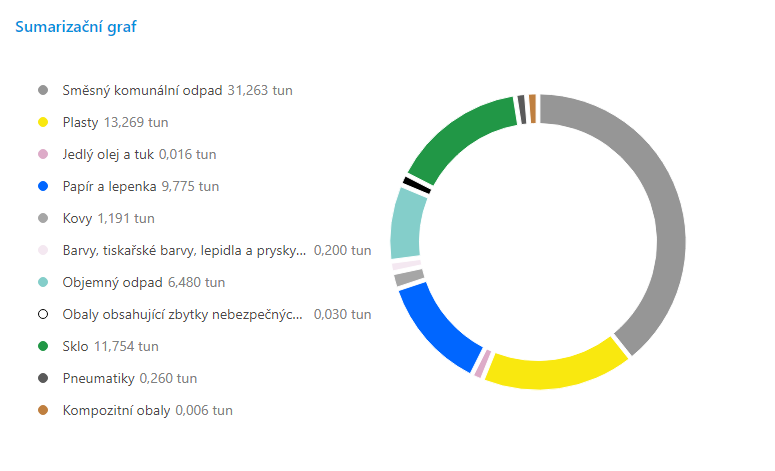 Sumarizační graf
Směsný komunální odpad 31,263 tun
Plasty 13,269 tun
Jedlý olej a tuk 0,016 tun
Papír a lepenka 9,775 tun
Kovy 1,191 tun
Barvy, tiskařské barvy, lepidla a prysky... 0,200 tun
Objemný odpad 6,480 tun
Obaly obsahující zbytky nebezpečnýc... 0,030 tun
Sklo 11,754 tun
Pneumatiky 0,260 tun
Kompozitní obaly 0,006 tun